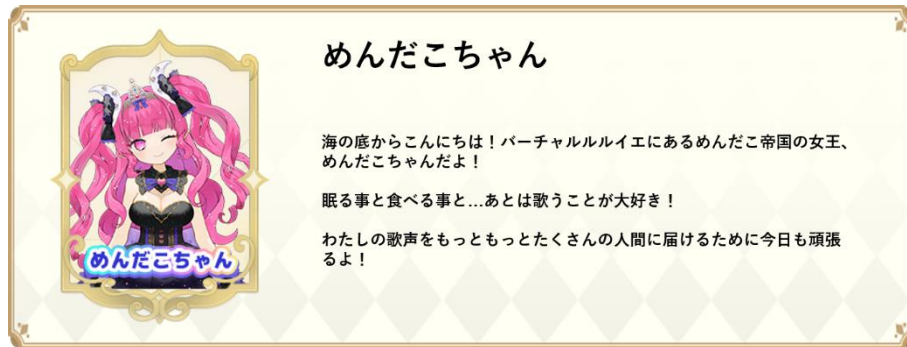 めんだこちゃん
海の底からこんにちは！バーチャルルルイエにあるめんだこ帝国の女王、
めんだこちゃんだよ！
眠る事と食べる事と...あとは歌うことが大好き！
わたしの歌声をもっともっとたくさんの人間に届けるために今日も頑張
るよ！
めんだこちゃん